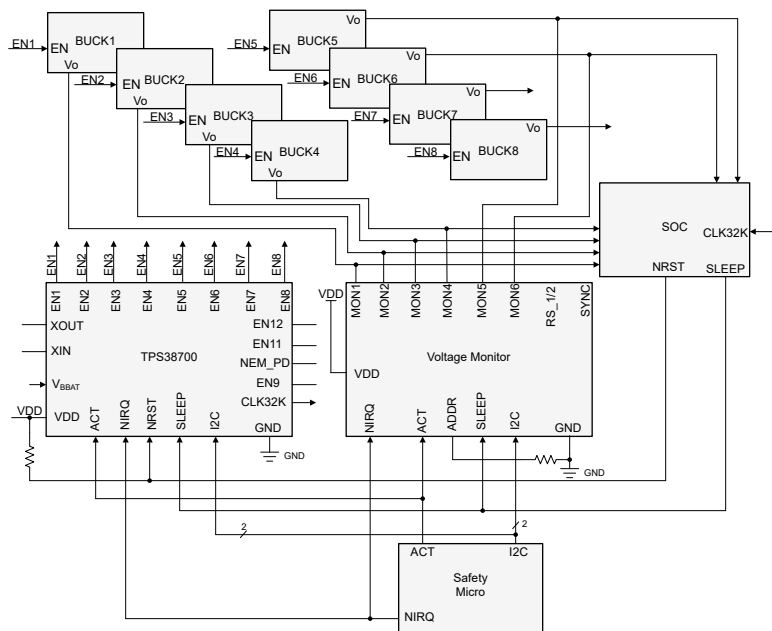 Vo
EN1
EN
BUCK1
Vo
EN2
EN
BUCK2
Vo
EN3
EN
BUCK3
Vo
EN4
EN
BUCK4
Vo
EN5
EN
BUCK5
Vo
EN6
EN
BUCK6
Vo
EN7
EN
BUCK7
Vo
EN8
EN
BUCK8
SOC
CLK32K
NRST
SLEEP
EN1
EN2
EN3
EN4
EN5
EN6
EN7
EN8
EN1
EN2
EN3
EN4
EN5
EN6
EN7
EN8
XOUT
XIN
VBBAT
VDD
VDD
TPS38700
EN12
EN11
NEM_PD
EN9
CLK32K
GND
GND
ACT
NIRQ
NRST
SLEEP
I2C
VDD
MON1
MON2
MON3
MON4
MON5
MON6
RS_1/2
SYNC
Voltage Monitor
VDD
NIRQ
ACT
ADDR
SLEEP
I2C
GND
GND
2
2
ACT
I2C
Safety
Micro
NIRQ